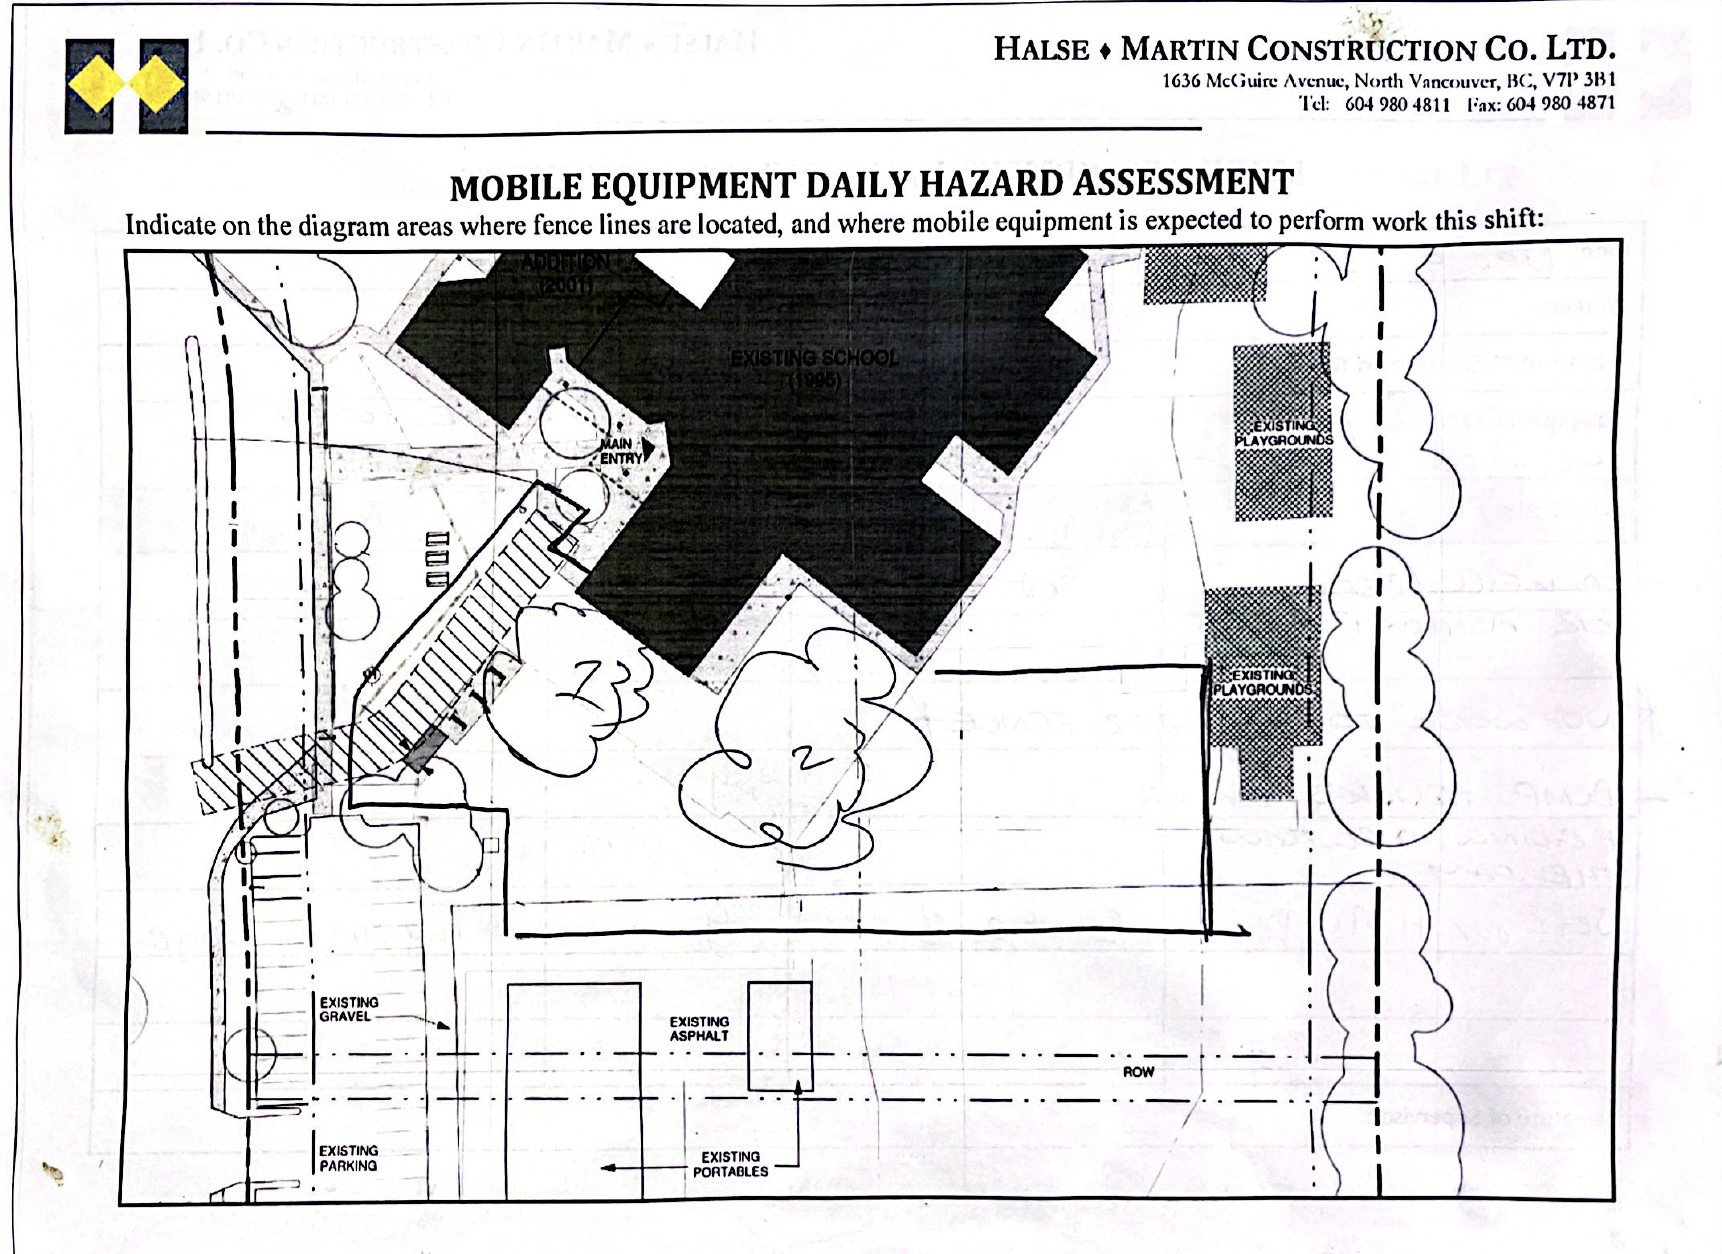 HALSE ♦ MARTIN CONSTRUCTION CO. LTD.
1636 McGuire Avenue, North Vancouver, BC, V7P 3B1
Tel: 604 980 4811 Fax: 604 980 4871
MOBILE EQUIPMENT DAILY HAZARD ASSESSMENT
Indicate on the diagram areas where fence lines are located, and where mobile equipment is expected to perform work this shift:
ADDITION
(2001)
EXISTING SCHOOL
(1995)
MAIN
ENTRY
EXISTING
PLAYGROUNDS
EXISTING
PLAYGROUNDS
2
EXISTING
GRAVEL
EXISTING
ASPHALT
ROW
EXISTING
PARKING
EXISTING
PORTABLES